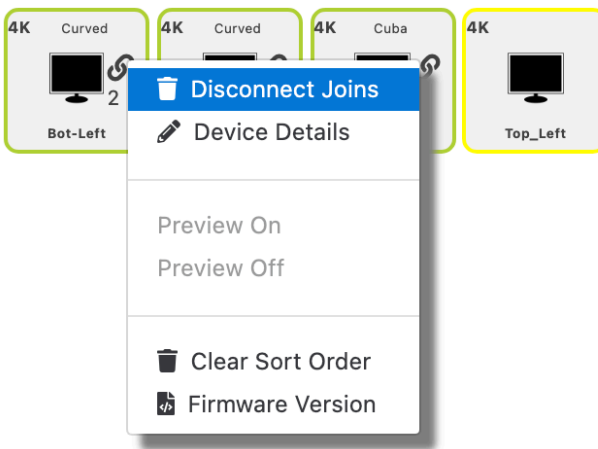 4K Curved
4K Curved
4K Cuba
4K
2
Bot-Left
Top_Left
Disconnect Joins
Device Details
Preview On
Preview Off
Clear Sort Order
Firmware Version